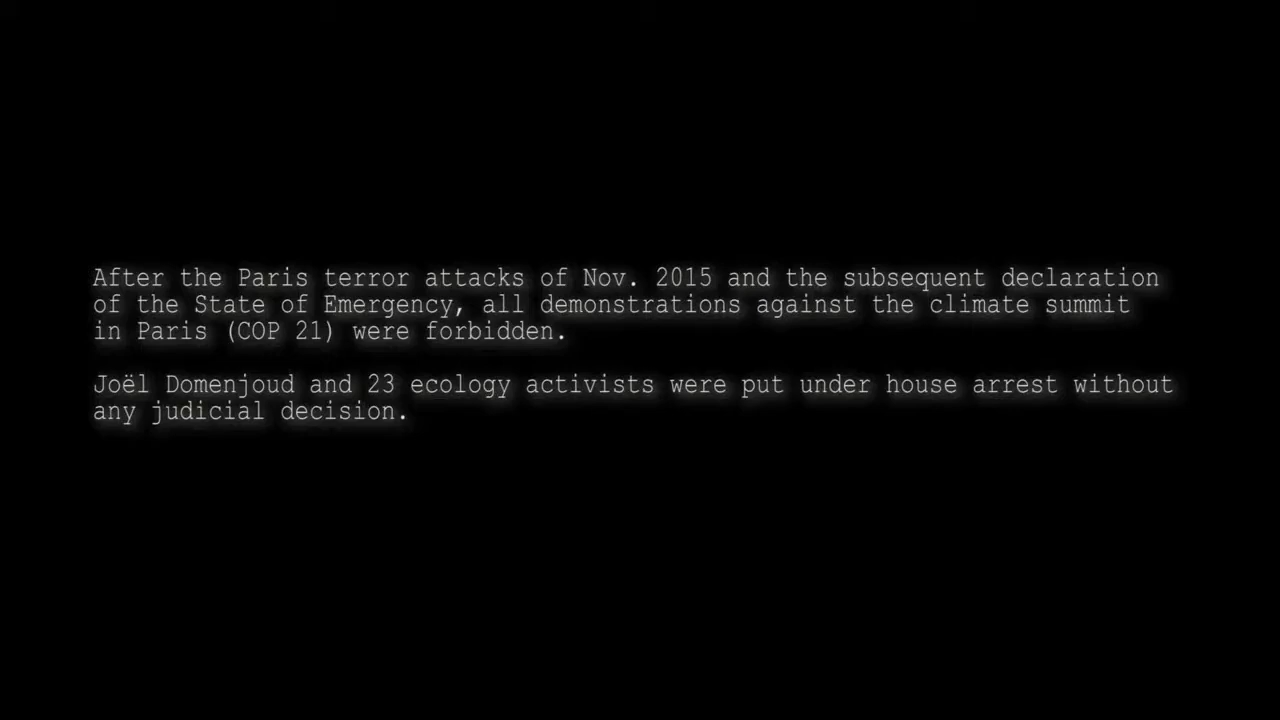 After the Paris terror attacks of Nov. 2015 and the subsequent declaration
of the State of Emergency, all demonstrations against the climate summit
in Paris (COP 21) were forbidden.
Joël Domenjoud and 23 ecology activists were put under house arrest without
any judicial decision.